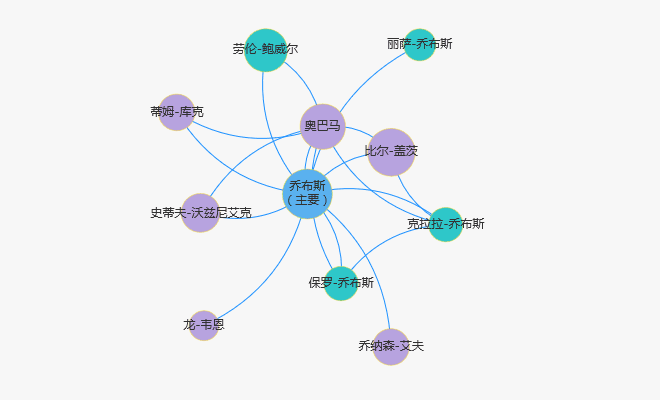 丽萨-乔布斯
劳伦-鲍威尔
蒂姆-库克
奥巴马
比尔-盖茨
乔布斯
（主要）
史蒂夫-沃兹尼艾克
克拉拉-乔布斯
保罗-乔布斯
龙-韦恩
乔纳森-艾夫